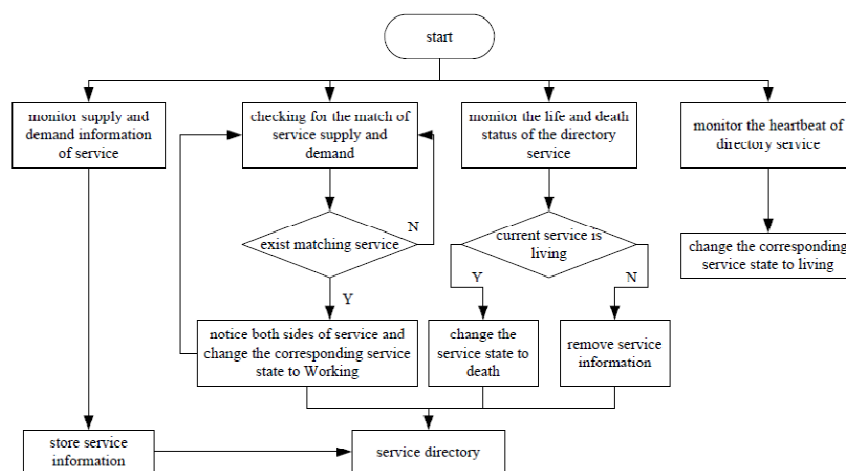 start
monitor supply and
demand information
of service
checking for the match of
service supply and
demand
monitor the life and death
status of the directory
service
monitor the heartbeat of
directory service
exist matching service
N
current service is
living
change the corresponding
service state to living
Y
Y
N
notice both sides of service and
change the corresponding service
state to Working
change the
service state to
death
remove service
information
store service
information
service directory